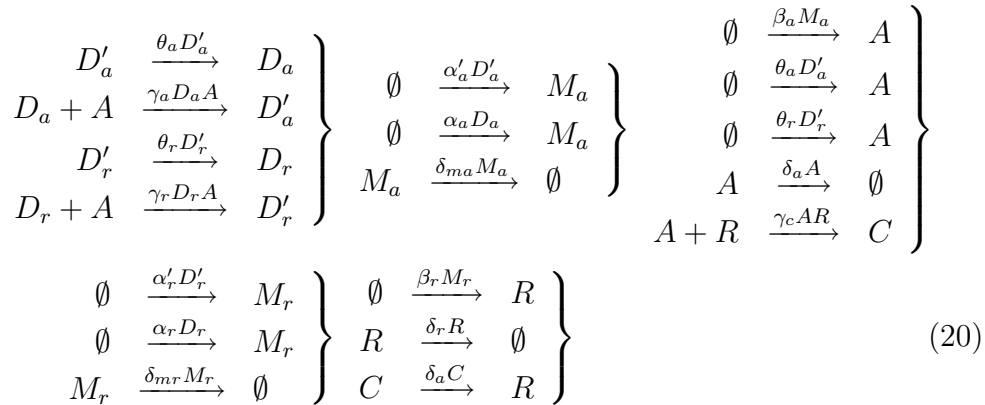 D′_a --θ_a D′_a--> D_a
D_a + A --γ_a D_a A--> D′_a
D′_r --θ_r D′_r--> D_r
D_r + A --γ_r D_r A--> D′_r
∅ --α′_a D′_a--> M_a
∅ --α_a D_a--> M_a
M_a --δ_{ma} M_a--> ∅
∅ --β_a M_a--> A
∅ --θ_a D′_a--> A
∅ --θ_r D′_r--> A
A --δ_a A--> ∅
A + R --γ_c A R--> C
∅ --α′_r D′_r--> M_r
∅ --α_r D_r--> M_r
M_r --δ_{mr} M_r--> ∅
∅ --β_r M_r--> R
R --δ_r R--> ∅
C --δ_a C--> R
(20)